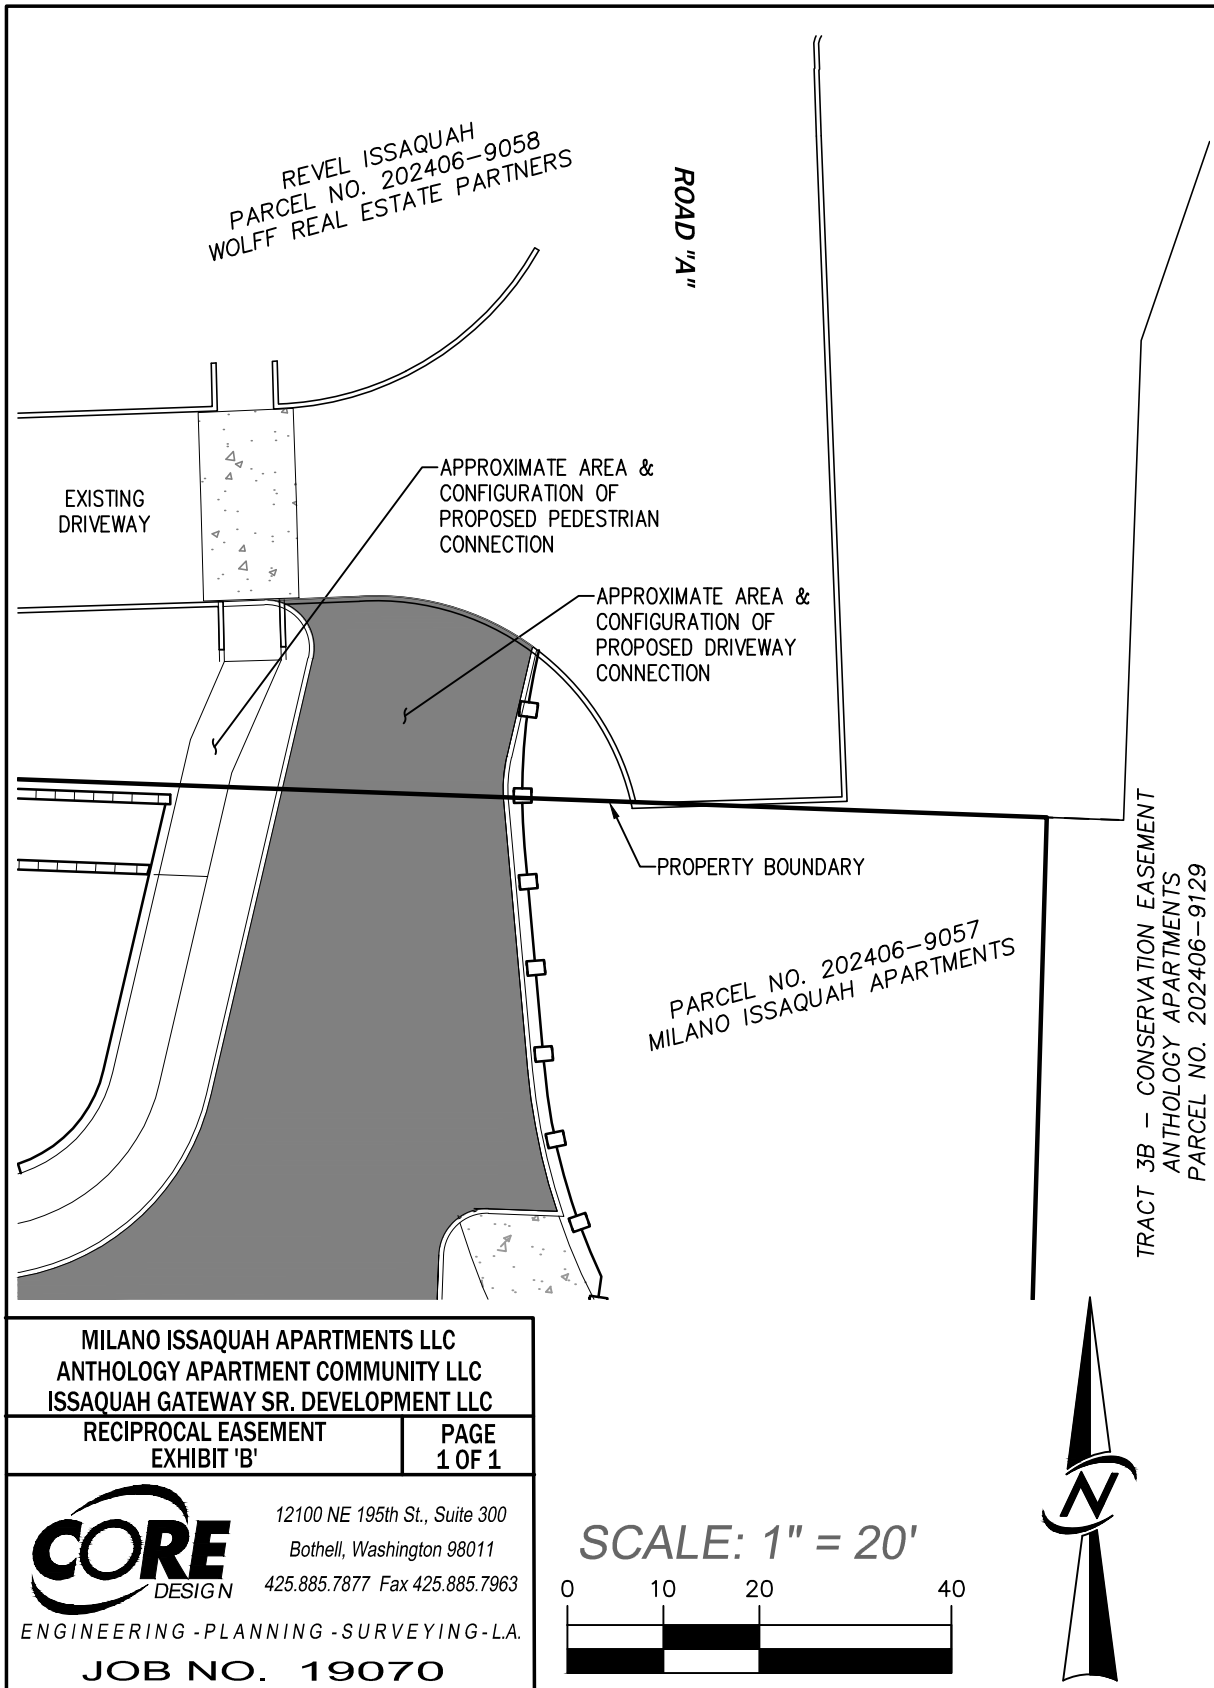 REVEL ISSAQUAH
PARCEL NO. 202406-9058
WOLFF REAL ESTATE PARTNERS
ROAD "A"
EXISTING
DRIVEWAY
APPROXIMATE AREA &
CONFIGURATION OF
PROPOSED PEDESTRIAN
CONNECTION
APPROXIMATE AREA &
CONFIGURATION OF
PROPOSED DRIVEWAY
CONNECTION
PROPERTY BOUNDARY
PARCEL NO. 202406-9057
MILANO ISSAQUAH APARTMENTS
TRACT 3B - CONSERVATION EASEMENT
ANTHOLOGY APARTMENTS
PARCEL NO. 202406-9129
MILANO ISSAQUAH APARTMENTS LLC
ANTHOLOGY APARTMENT COMMUNITY LLC
ISSAQUAH GATEWAY SR. DEVELOPMENT LLC
RECIPROCAL EASEMENT
EXHIBIT 'B'
PAGE
1 OF 1
CORE
DESIGN
12100 NE 195th St., Suite 300
Bothell, Washington 98011
425.885.7877 Fax 425.885.7963
ENGINEERING-PLANNING-SURVEYING-L.A.
JOB NO. 19070
SCALE: 1" = 20'
0 10 20 40
N